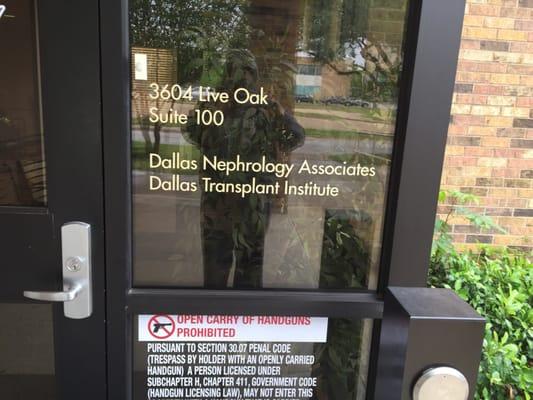 3604 Live Oak
Suite 100
Dallas Nephrology Associates
Dallas Transplant Institute
OPEN CARRY OF HANDGUNS
PROHIBITED
PURSUANT TO SECTION 30.07 PENAL CODE
(TRESPASS BY HOLDER WITH AN OPENLY CARRIED
HANDGUN) A PERSON LICENSED UNDER
SUBCHAPTER H, CHAPTER 411, GOVERNMENT CODE
(HANDGUN LICENSING LAW), MAY NOT ENTER THIS